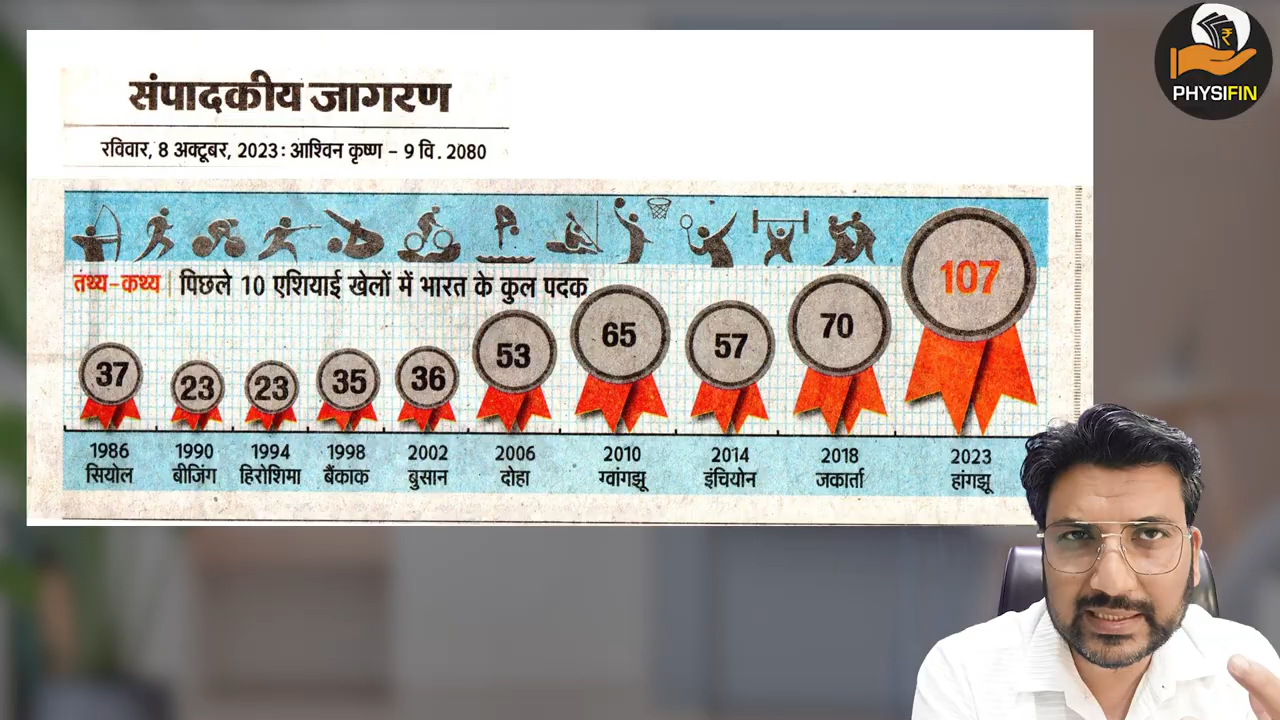 PHYSIFIN
संपादकीय जागरण
रविवार, 8 अक्टूबर, 2023: आश्विन कृष्ण - 9 वि. 2080
तथ्य-कथ्य | पिछले 10 एशियाई खेलों में भारत के कुल पदक
37 23 23 35 36 53 65 57 70 107
1986 1990 1994 1998 2002 2006 2010 2014 2018 2023
सियोल बीजिंग हिरोशिमा बैंकाक बुसान दोहा ग्वांगझू इंचियोन जकार्ता हांगझू